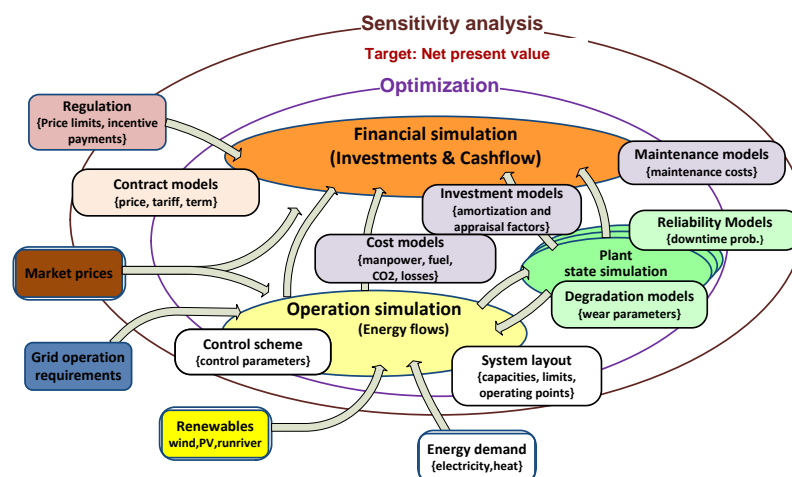 Sensitivity analysis
Target: Net present value
Optimization
Regulation
{Price limits, incentive
payments}
Financial simulation
(Investments & Cashflow)
Maintenance models
{maintenance costs}
Contract models
{price, tariff, term}
Investment models
{amortization and
appraisal factors}
Reliability Models
{downtime prob.}
Cost models
{manpower, fuel,
CO2, losses}
Plant
state simulation
Market prices
Degradation models
{wear parameters}
Operation simulation
(Energy flows)
Control scheme
{control parameters}
System layout
{capacities, limits,
operating points}
Grid operation
requirements
Renewables
wind,PV,runriver
Energy demand
{electricity,heat}